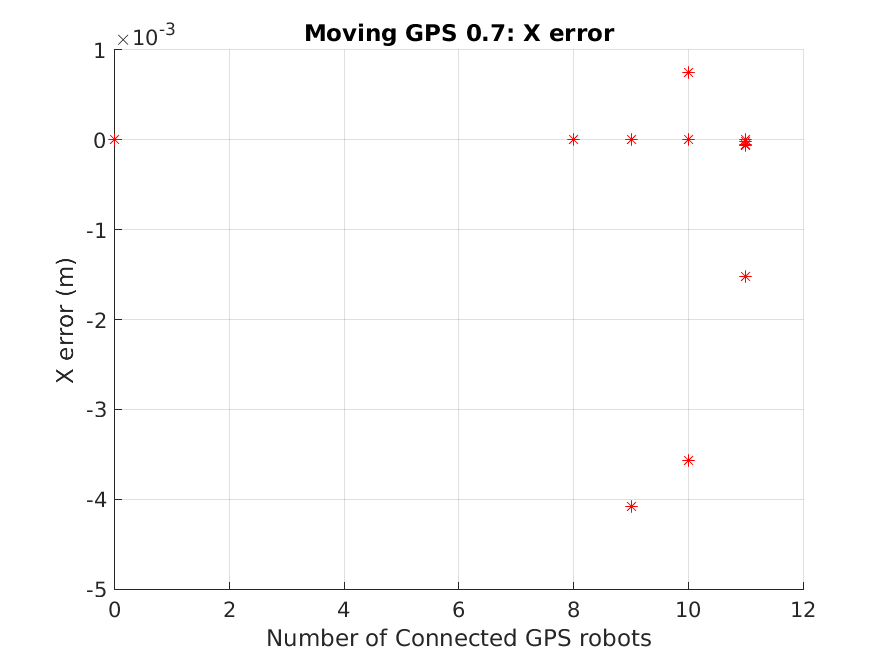 Moving GPS 0.7: X error
×10⁻³
1
0
-1
-2
-3
-4
-5
X error (m)
0 2 4 6 8 10 12
Number of Connected GPS robots